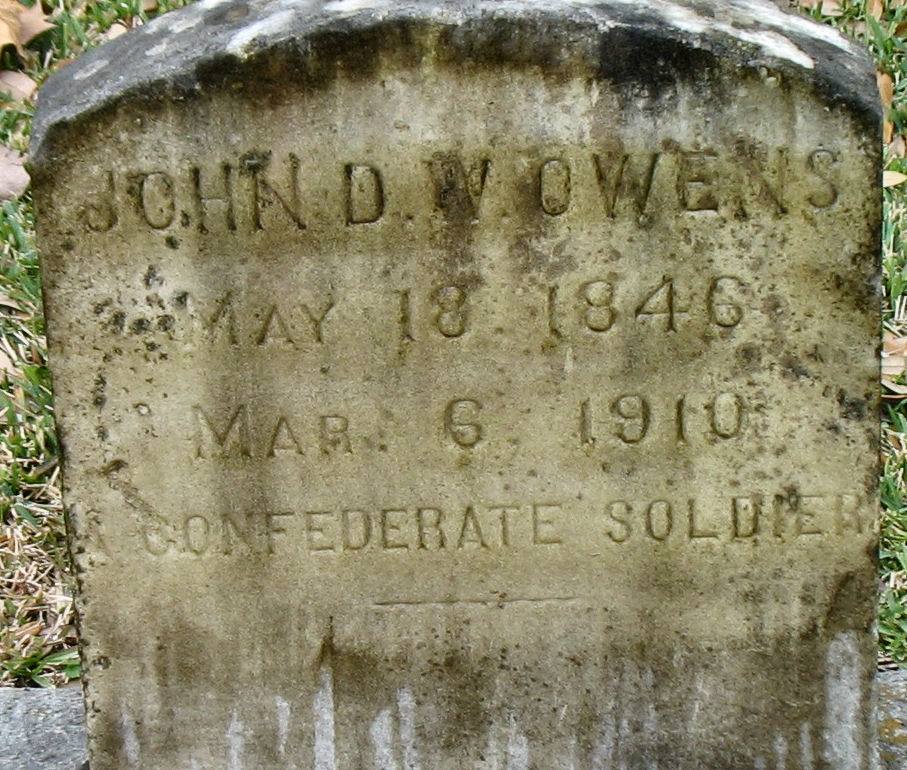 JOHN D. W. OWENS
MAY 18. 1846
MAR. 6. 1910
A CONFEDERATE SOLDIER